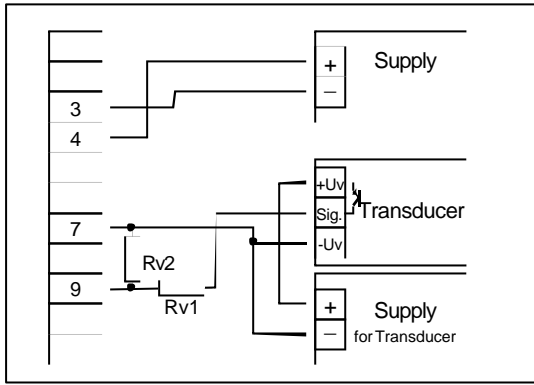 +
Supply
−
3
4
+Uv
Sig.
Transducer
7
-Uv
Rv2
9
Rv1
+
Supply
−
for Transducer